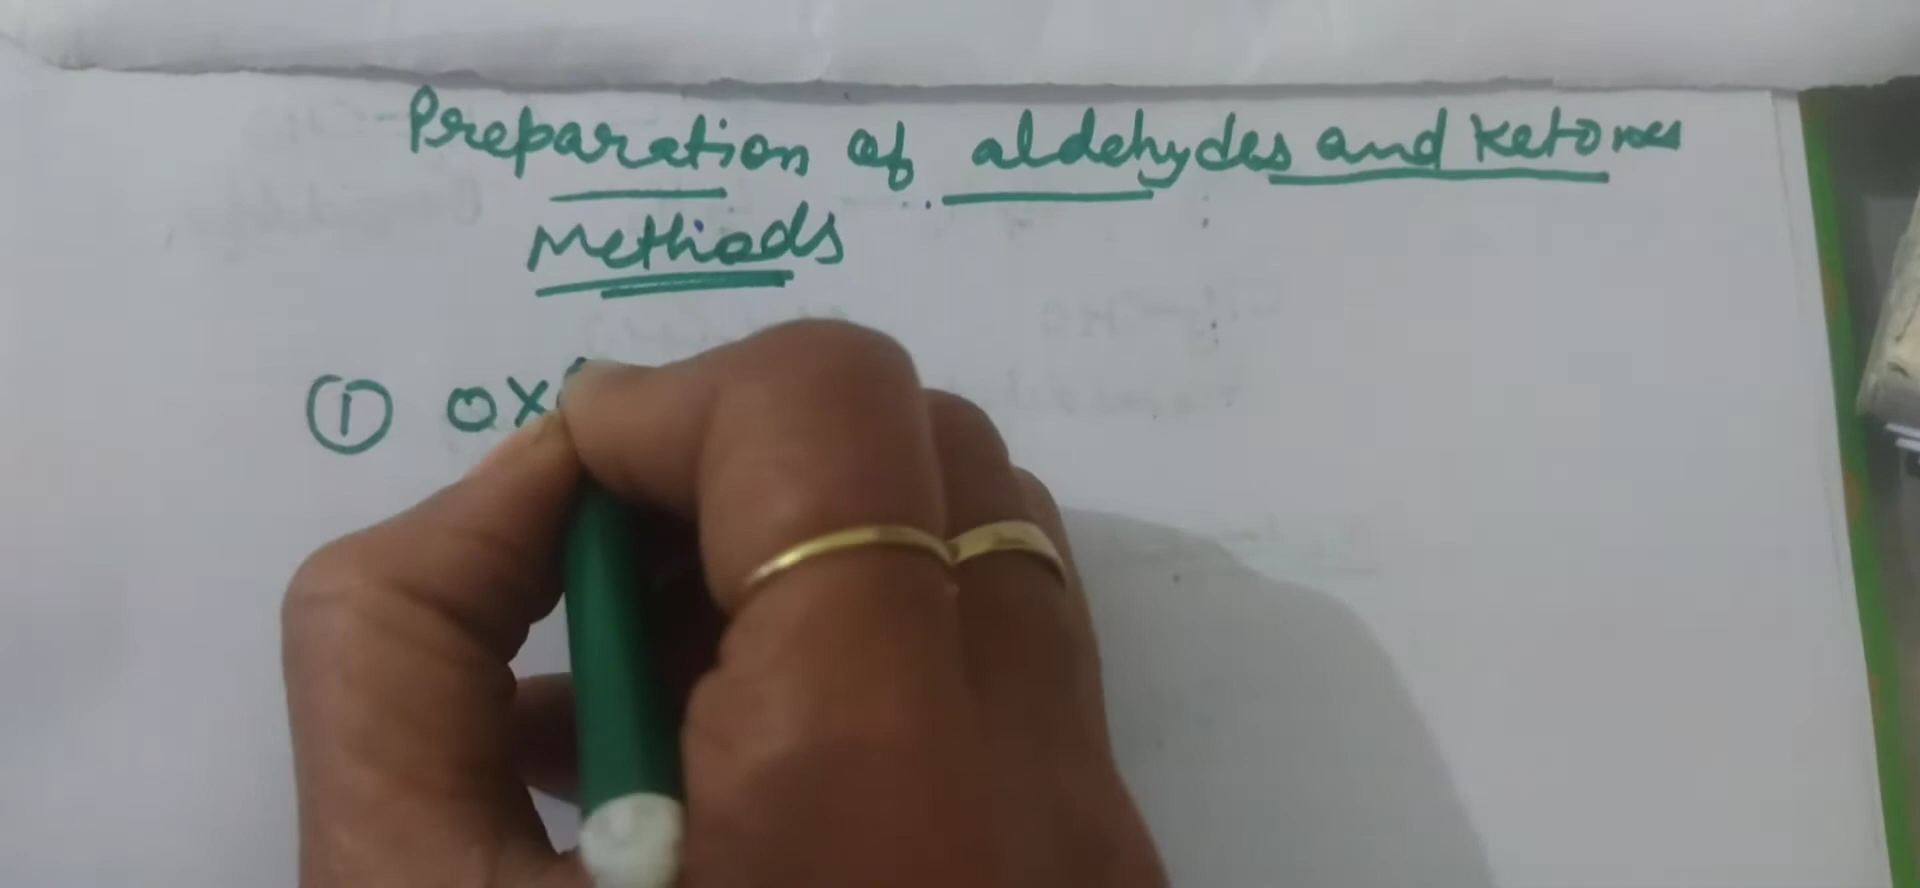 Preparation of aldehydes and ketones
Methods
① OX